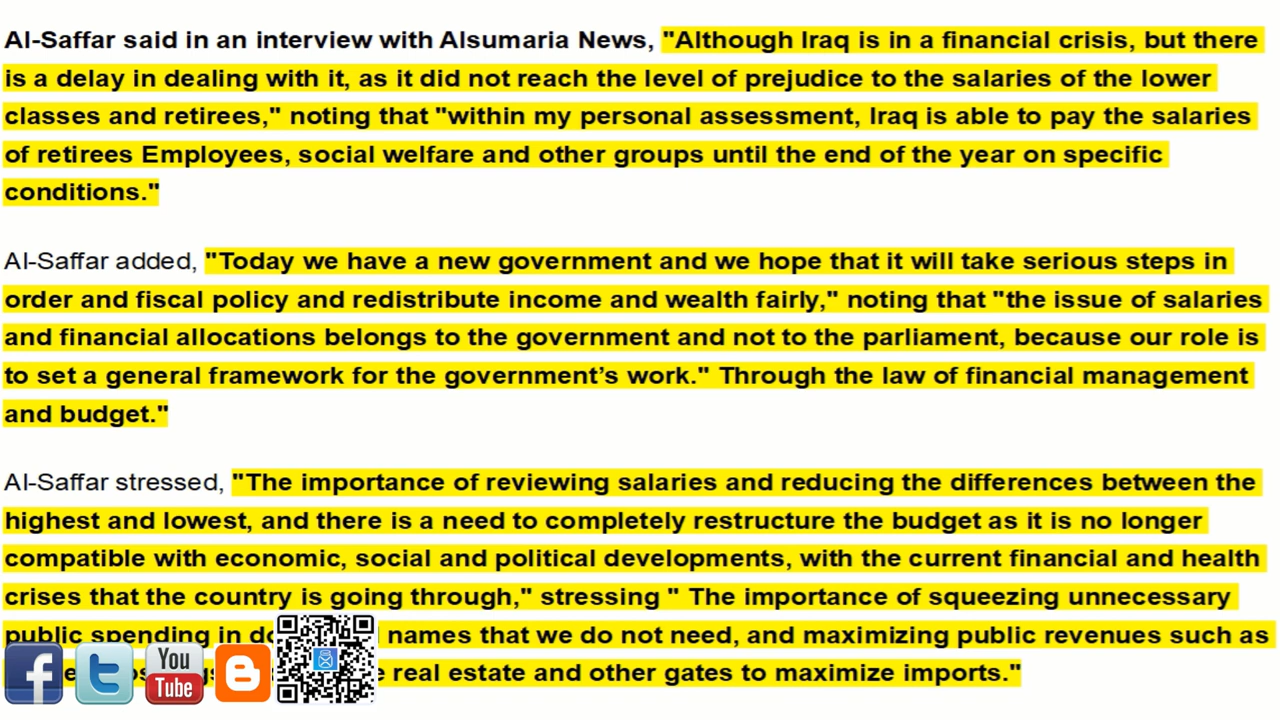 Al-Saffar said in an interview with Alsumaria News, "Although Iraq is in a financial crisis, but there
is a delay in dealing with it, as it did not reach the level of prejudice to the salaries of the lower
classes and retirees," noting that "within my personal assessment, Iraq is able to pay the salaries
of retirees Employees, social welfare and other groups until the end of the year on specific
conditions."
Al-Saffar added, "Today we have a new government and we hope that it will take serious steps in
order and fiscal policy and redistribute income and wealth fairly," noting that "the issue of salaries
and financial allocations belongs to the government and not to the parliament, because our role is
to set a general framework for the government’s work." Through the law of financial management
and budget."
Al-Saffar stressed, "The importance of reviewing salaries and reducing the differences between the
highest and lowest, and there is a need to completely restructure the budget as it is no longer
compatible with economic, social and political developments, with the current financial and health
crises that the country is going through," stressing " The importance of squeezing unnecessary
public spending in names that we do not need, and maximizing public revenues such as
real estate and other gates to maximize imports."
You
Tube